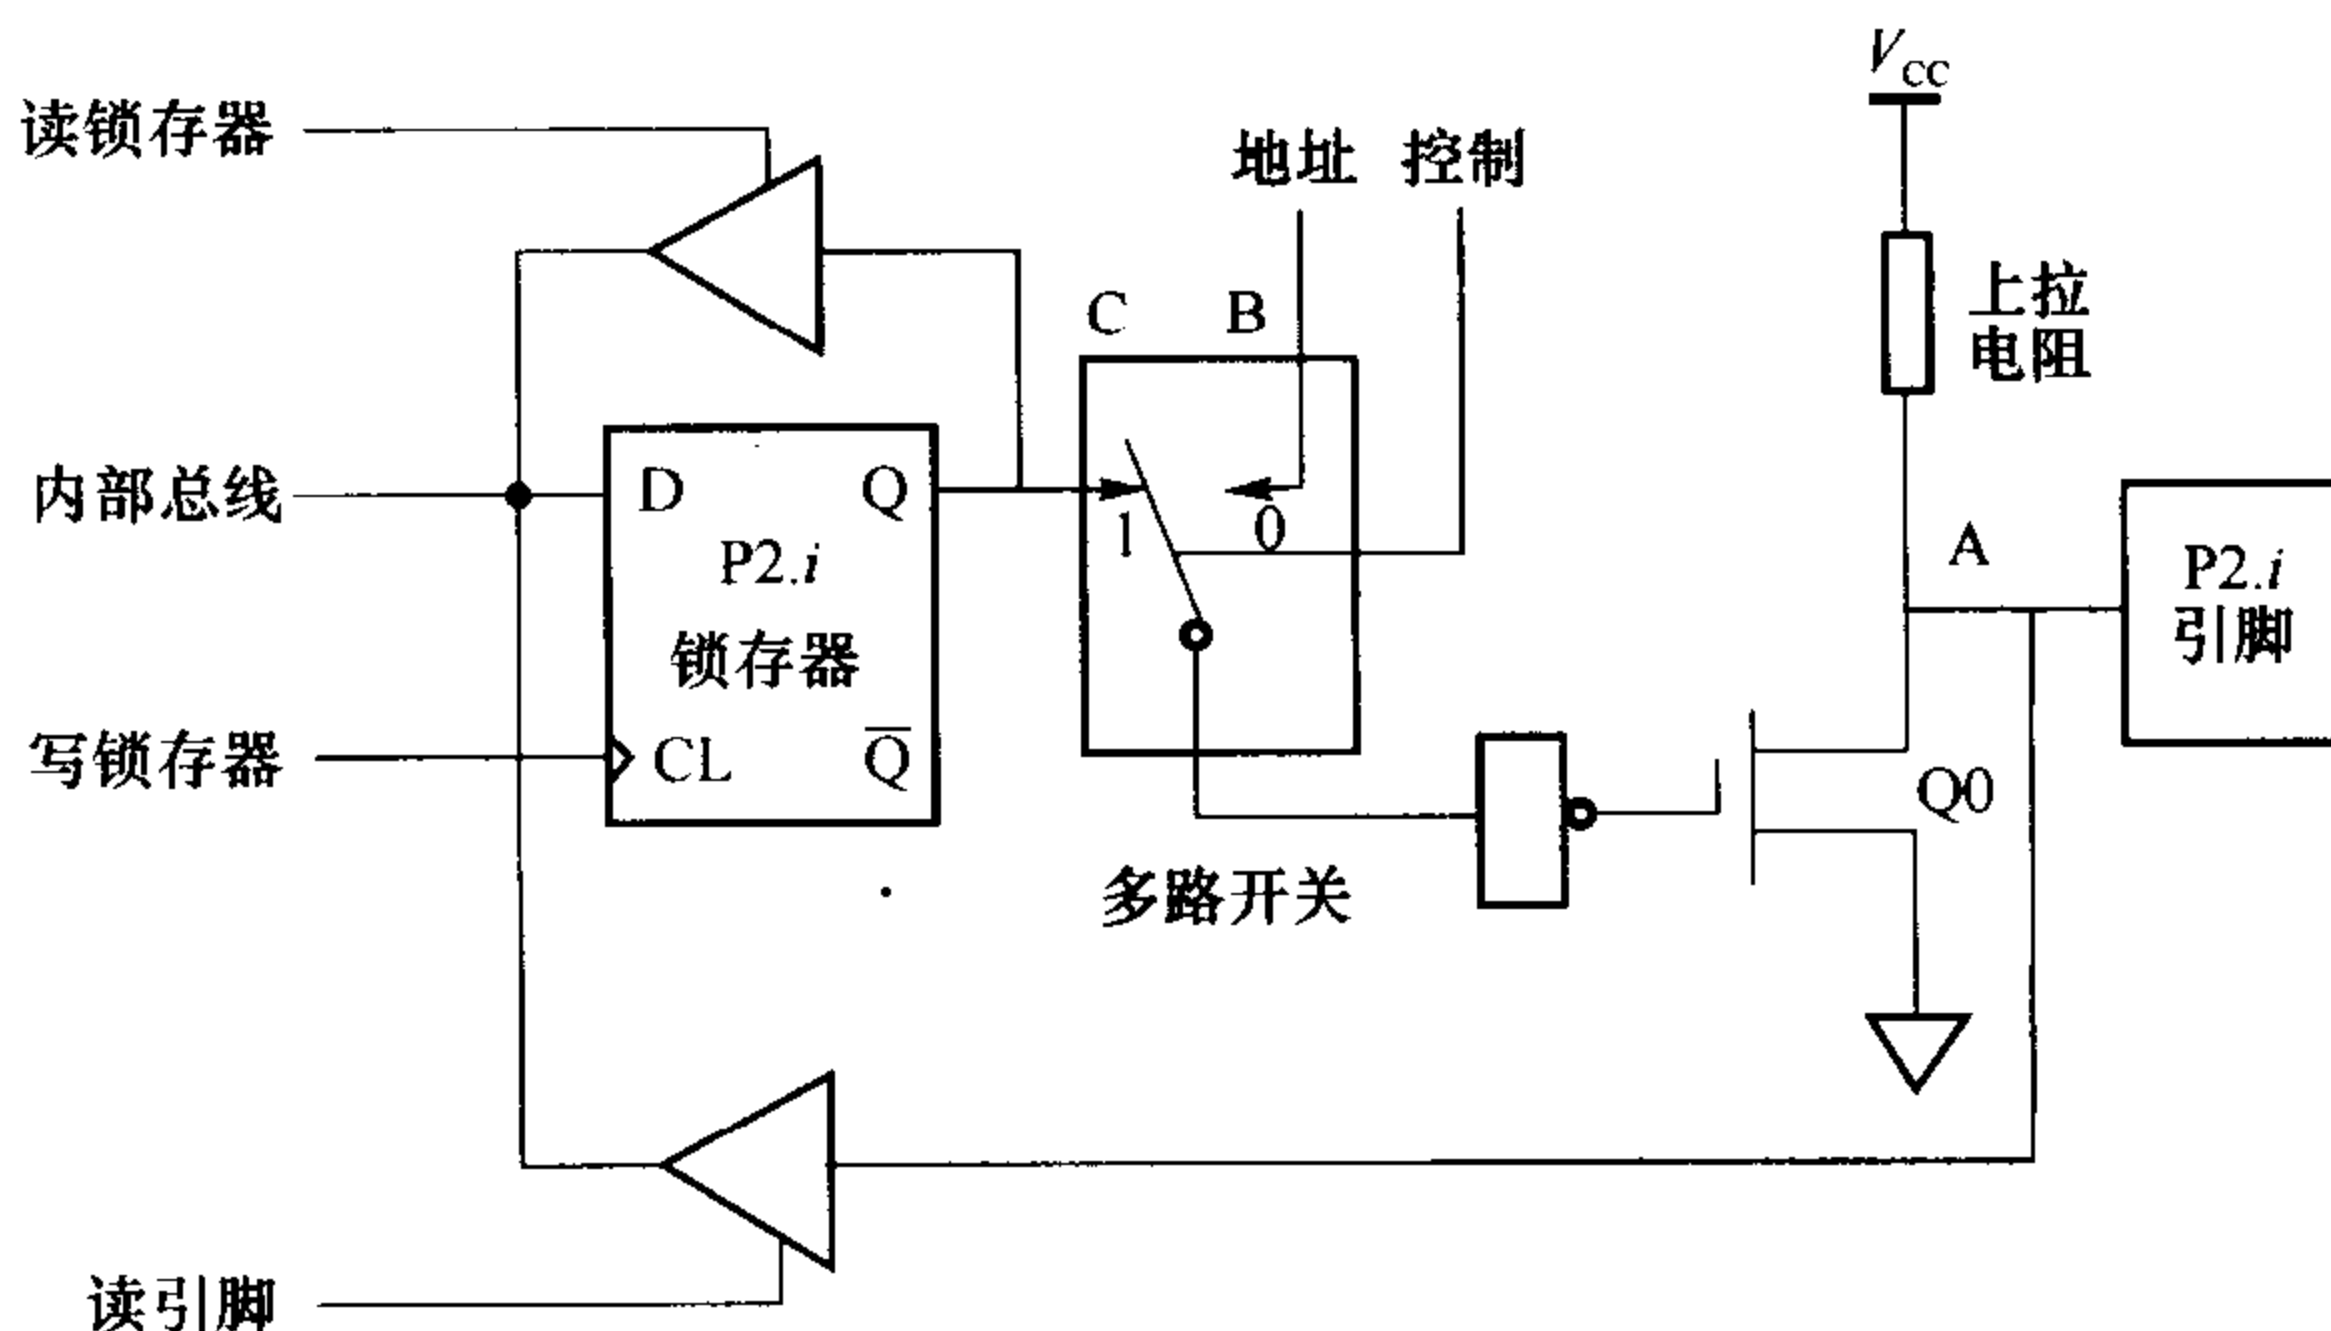 V_CC
读锁存器
地址 控制
C B
上拉
电阻
内部总线
D Q
1 0
A
P2.i
P2.i
引脚
锁存器
写锁存器
CL Q̅
Q0
多路开关
读引脚